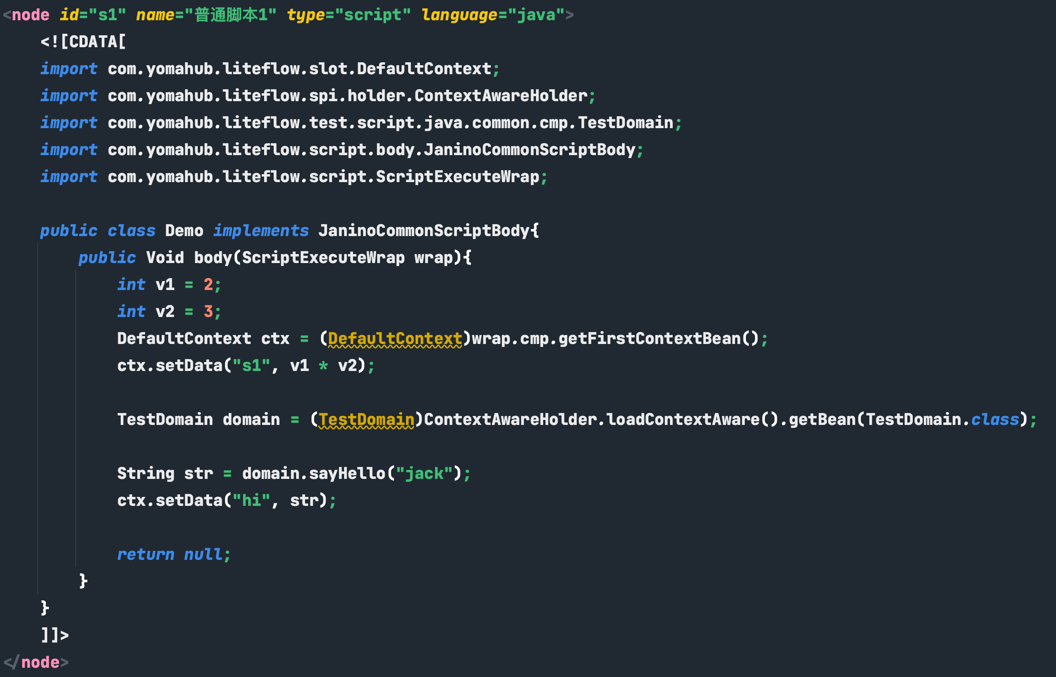 <node id="s1" name="普通脚本1" type="script" language="java">
<![CDATA[
import com.yomahub.liteflow.slot.DefaultContext;
import com.yomahub.liteflow.spi.holder.ContextAwareHolder;
import com.yomahub.liteflow.test.script.java.common.cmp.TestDomain;
import com.yomahub.liteflow.script.body.JaninoCommonScriptBody;
import com.yomahub.liteflow.script.ScriptExecuteWrap;
public class Demo implements JaninoCommonScriptBody{
public Void body(ScriptExecuteWrap wrap){
int v1 = 2;
int v2 = 3;
DefaultContext ctx = (DefaultContext)wrap.cmp.getFirstContextBean();
ctx.setData("s1", v1 * v2);
TestDomain domain = (TestDomain)ContextAwareHolder.loadContextAware().getBean(TestDomain.class);
String str = domain.sayHello("jack");
ctx.setData("hi", str);
return null;
}
}
]]>
</node>